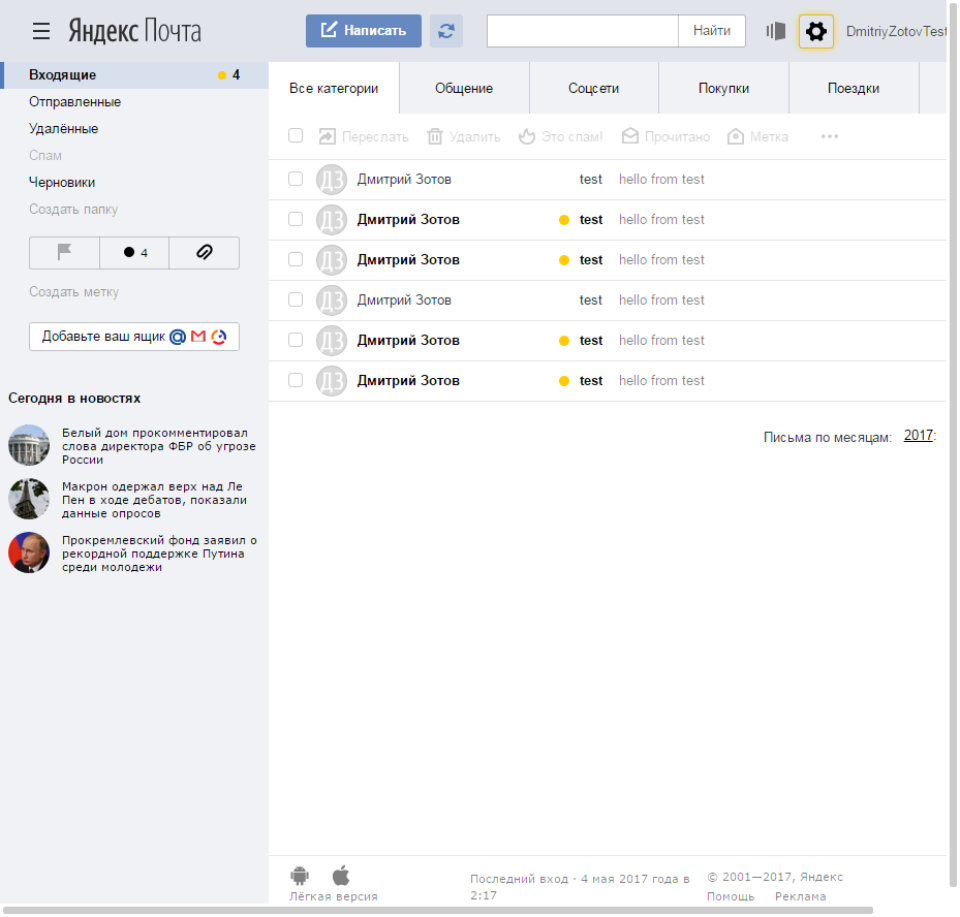 Яндекс Почта
Написать
Найти
DmitriyZotovTest
Входящие 4
Отправленные
Удалённые
Спам
Черновики
Создать папку
4
Создать метку
Добавьте ваш ящик
Сегодня в новостях
Белый дом прокомментировал
слова директора ФБР об угрозе
России
Макрон одержал верх над Ле
Пен в ходе дебатов, показали
данные опросов
Прокремлевский фонд заявил о
рекордной поддержке Путина
среди молодежи
Все категории Общение Соцсети Покупки Поездки
Переслать Удалить Это спам! Прочитано Метка
ДЗ Дмитрий Зотов test hello from test
ДЗ Дмитрий Зотов test hello from test
ДЗ Дмитрий Зотов test hello from test
ДЗ Дмитрий Зотов test hello from test
ДЗ Дмитрий Зотов test hello from test
ДЗ Дмитрий Зотов test hello from test
Письма по месяцам: 2017:
Лёгкая версия
Последний вход · 4 мая 2017 года в
2:17
© 2001—2017, Яндекс
Помощь Реклама